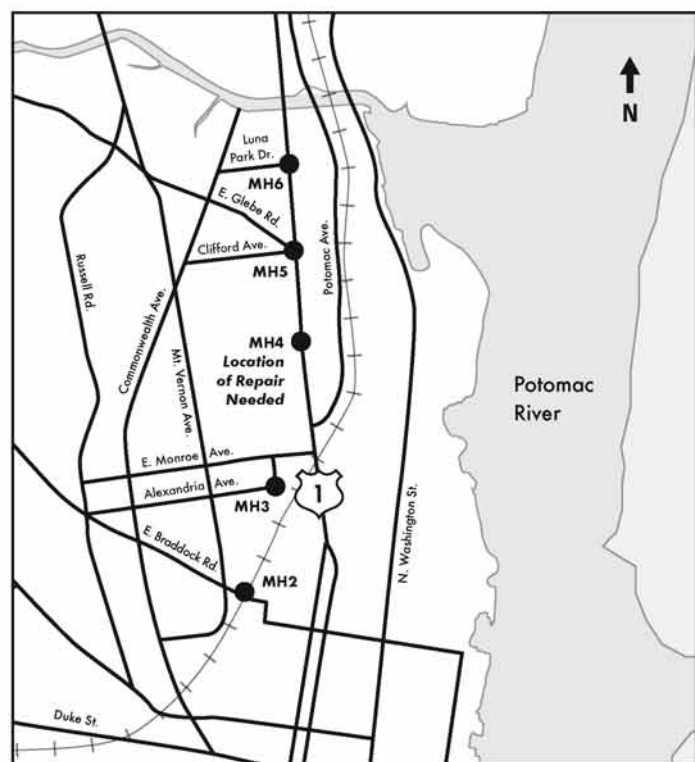 N
Luna
Park Dr.
MH6
E. Glebe Rd.
Clifford Ave.
MH5
Potomac Ave.
Russell Rd.
Commonwealth Ave.
Mt. Vernon Ave.
MH4
Location
of Repair
Needed
Potomac
River
E. Monroe Ave.
Alexandria Ave.
MH3
1
N. Washington St.
E. Braddock Rd.
MH2
Duke St.